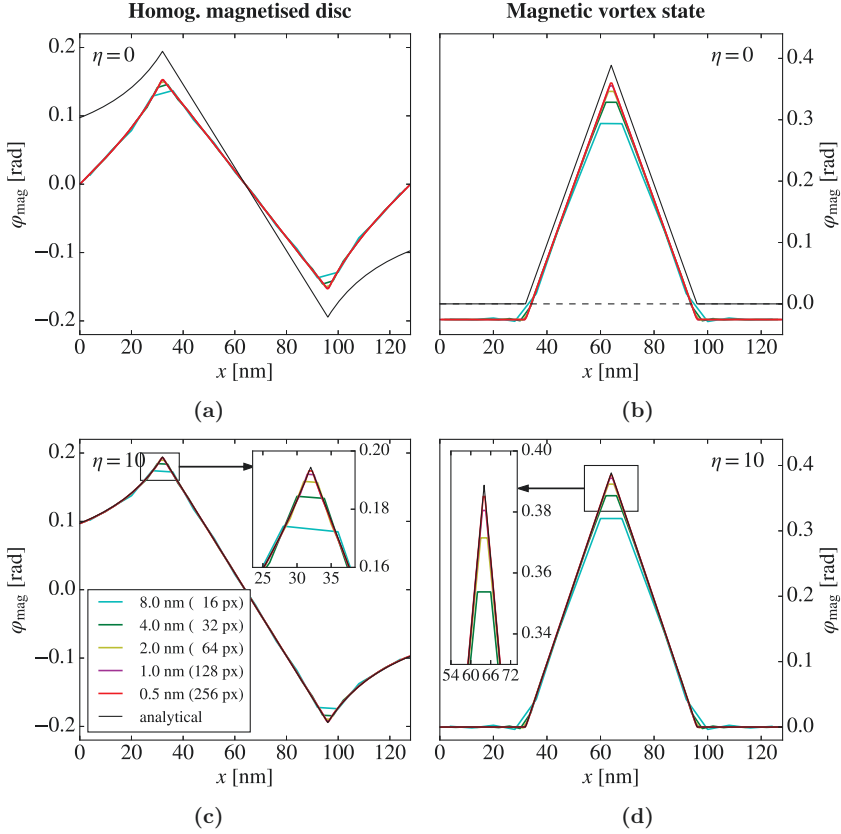 Homog. magnetised disc
Magnetic vortex state
η=0
0.2
0.1
0.0
−0.1
−0.2
φmag [rad]
0 20 40 60 80 100 120
x [nm]
(a)
η=0
0.4
0.3
0.2
0.1
0.0
φmag [rad]
0 20 40 60 80 100 120
x [nm]
(b)
η=10
0.2
0.1
0.0
−0.1
−0.2
φmag [rad]
0.20
0.18
0.16
25 30 35
8.0 nm ( 16 px)
4.0 nm ( 32 px)
2.0 nm ( 64 px)
1.0 nm (128 px)
0.5 nm (256 px)
analytical
0 20 40 60 80 100 120
x [nm]
(c)
η=10
0.40
0.38
0.36
0.34
54 60 66 72
0.4
0.3
0.2
0.1
0.0
φmag [rad]
0 20 40 60 80 100 120
x [nm]
(d)